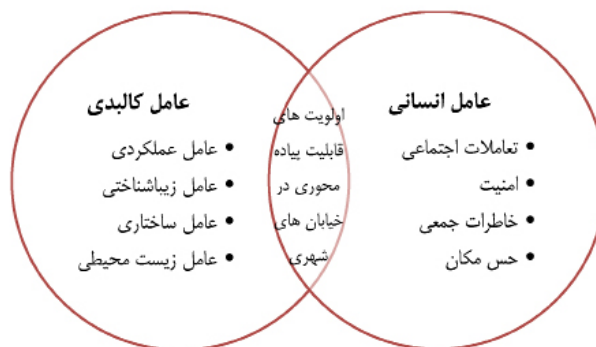 عامل انسانی
تعاملات اجتماعی
امنیت
خاطرات جمعی
حس مکان
اولویت های
قابلیت پیاده
محوری در
خیابان های
شهری
عامل کالبدی
عامل عملکردی
عامل زیباشناختی
عامل ساختاری
عامل زیست محیطی